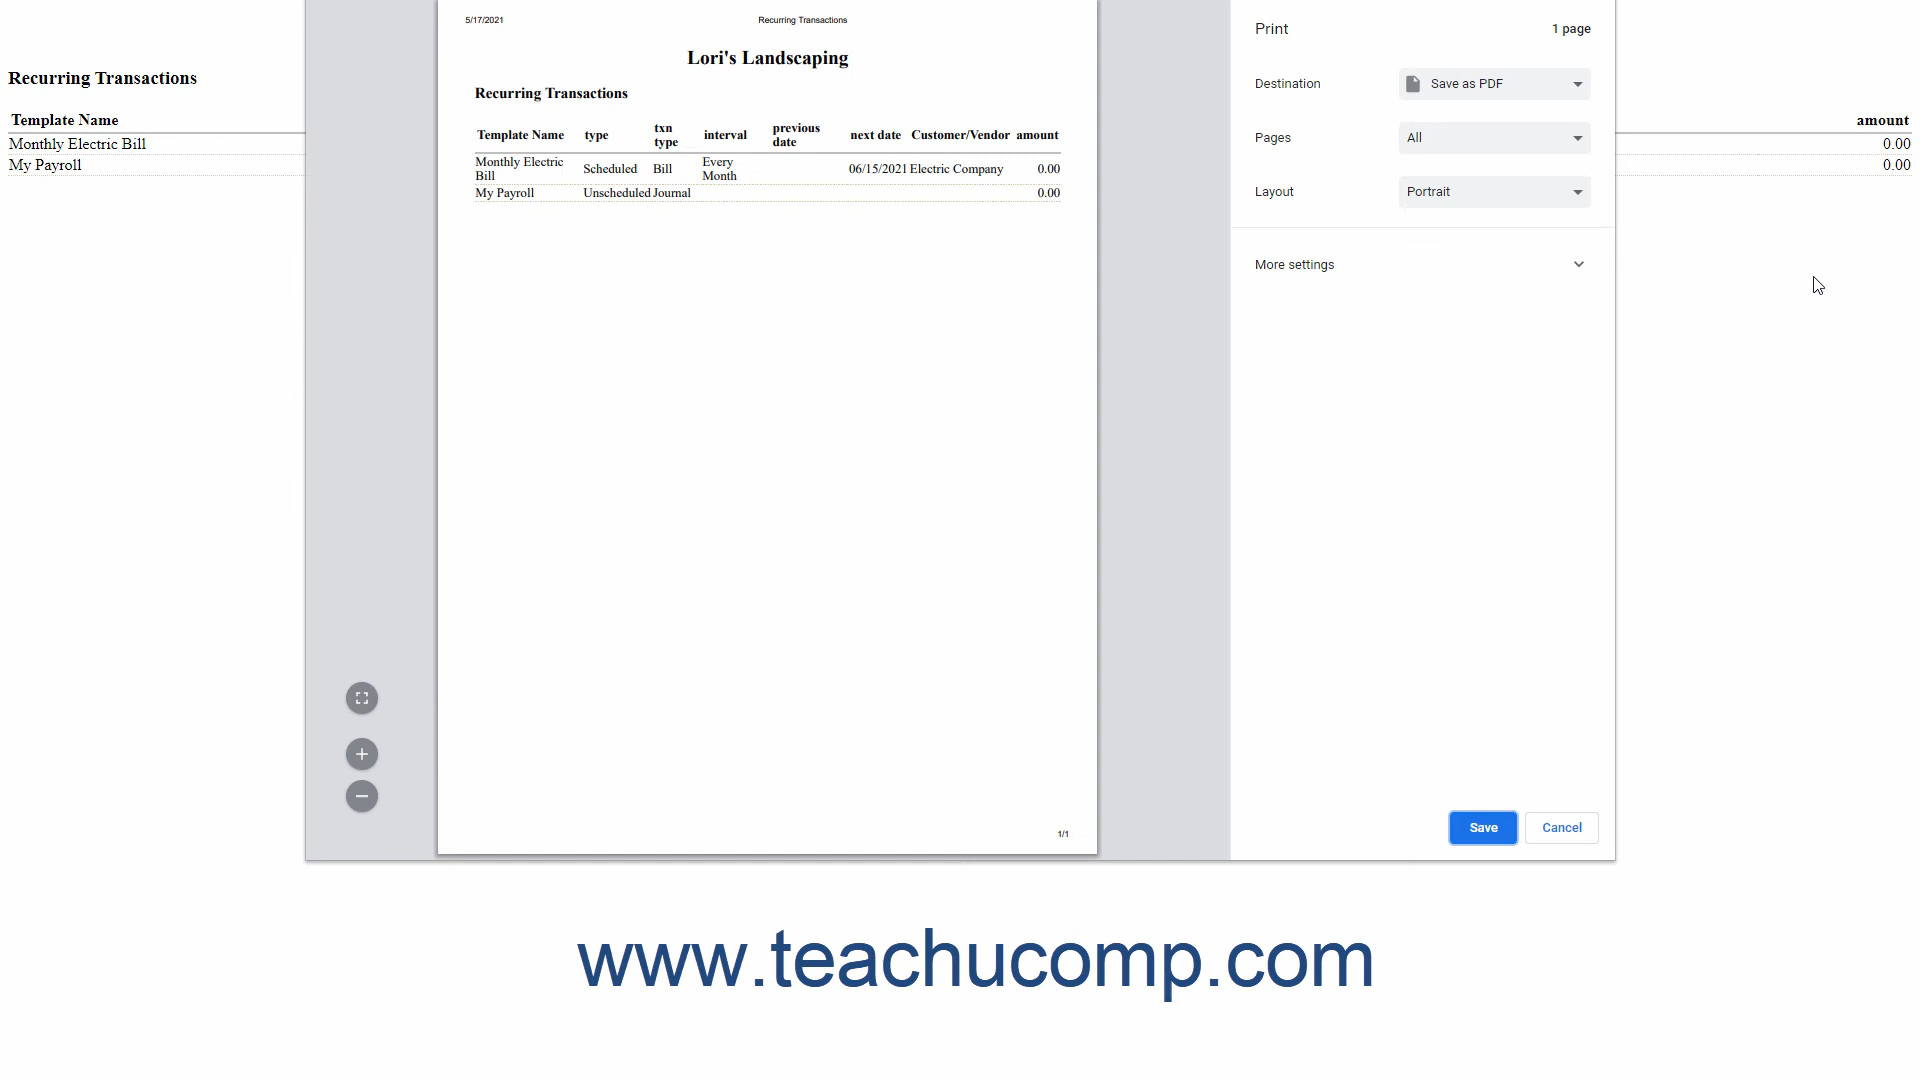 5/17/2021 Recurring Transactions
Print 1 page
Lori's Landscaping
Recurring Transactions
Destination Save as PDF
Recurring Transactions
Template Name type txn type interval previous date next date Customer/Vendor amount
Monthly Electric Bill Scheduled Bill Every Month 06/15/2021 Electric Company 0.00
My Payroll Unscheduled Journal 0.00
Template Name amount
Monthly Electric Bill 0.00
My Payroll 0.00
Pages All
Layout Portrait
More settings
1/1
Save Cancel
www.teachucomp.com